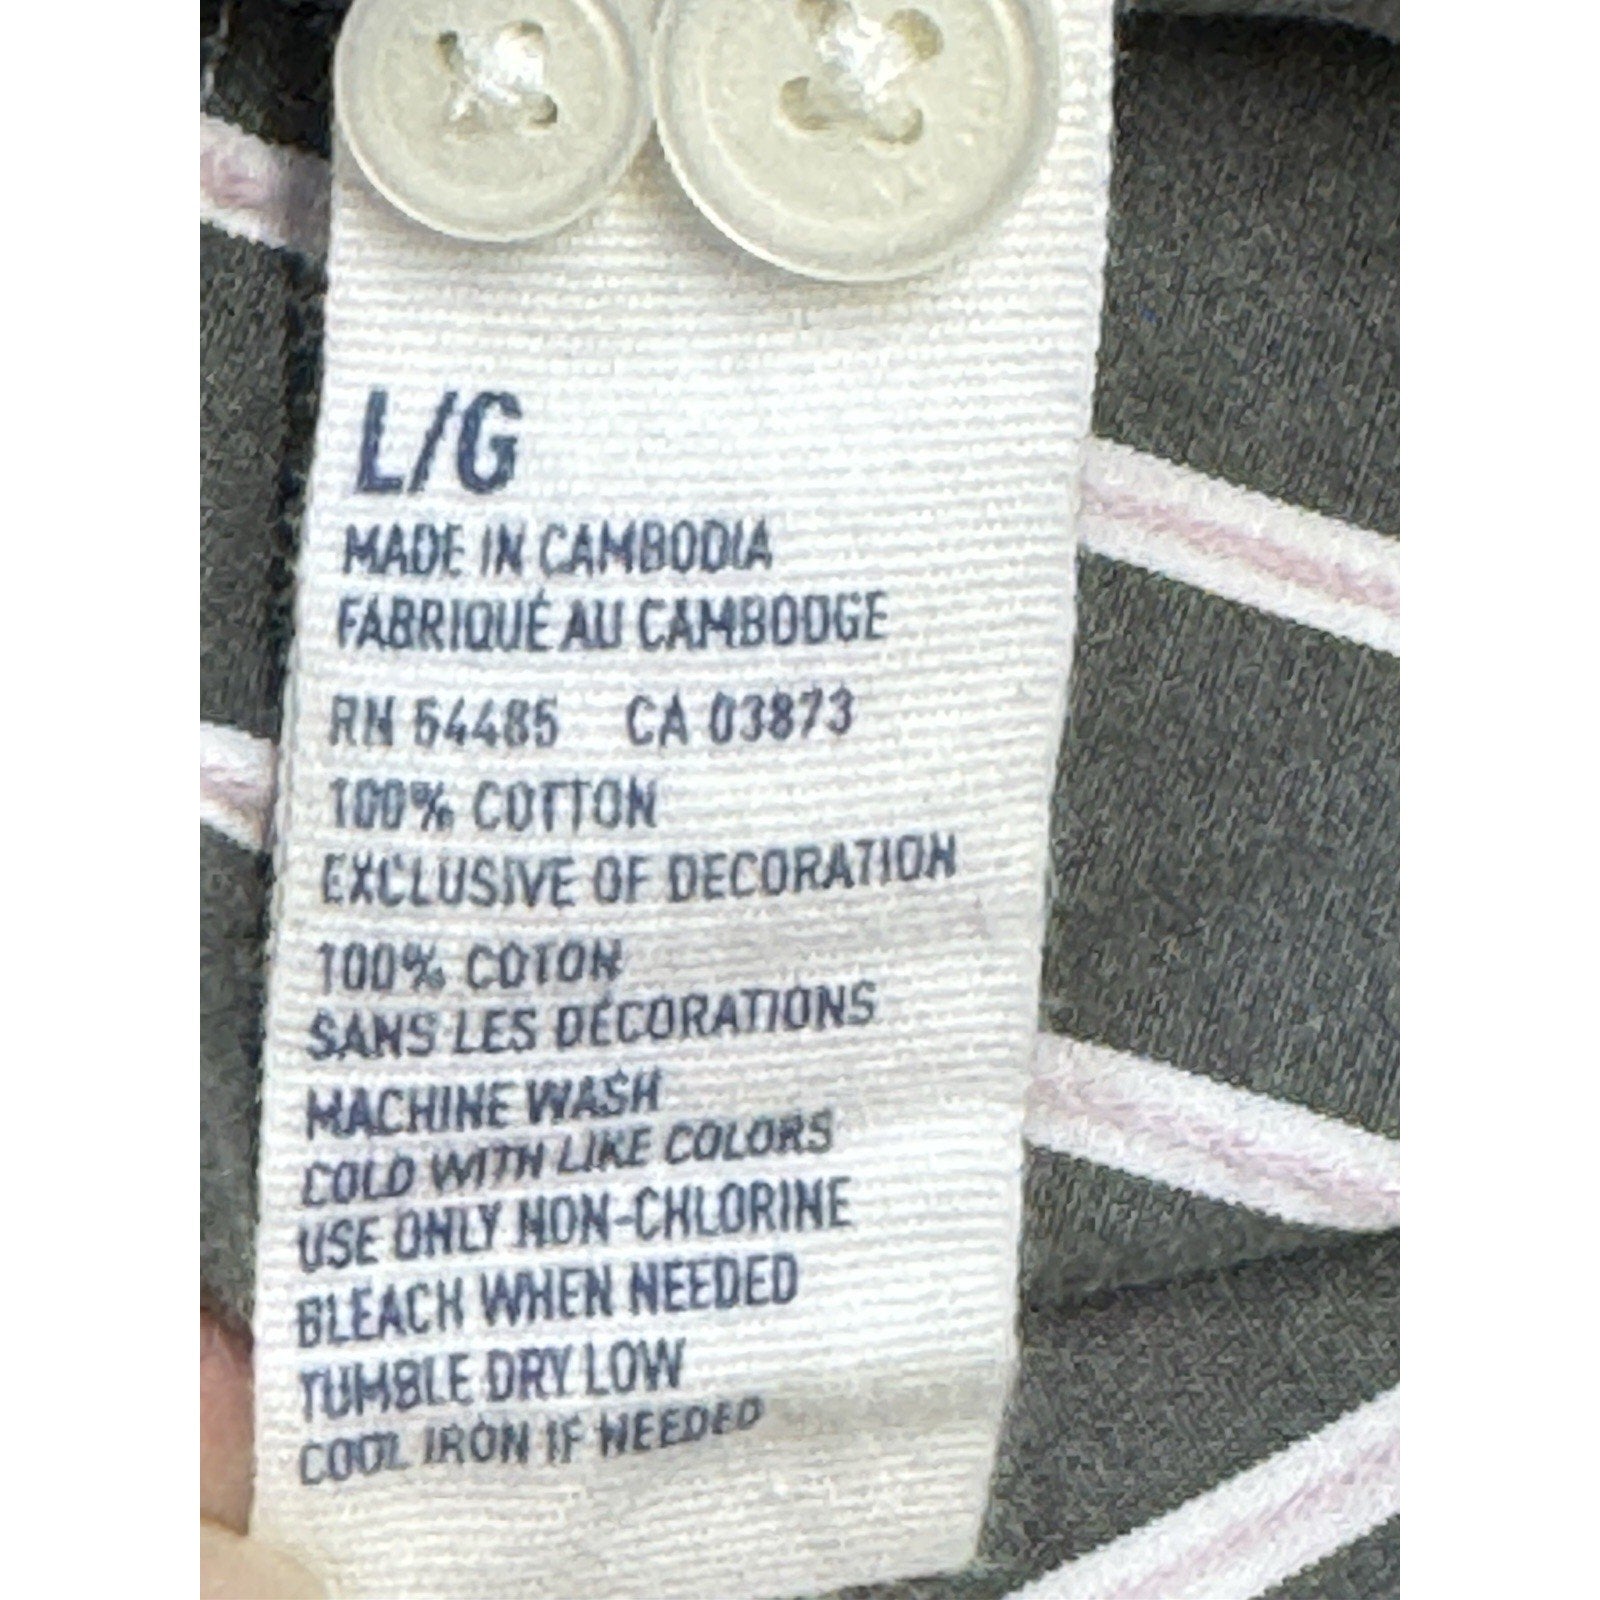 L/G
MADE IN CAMBODIA
FABRIQUÉ AU CAMBODGE
RN 54485 CA 03873
100% COTTON
EXCLUSIVE OF DECORATION
100% COTON
SANS LES DÉCORATIONS
MACHINE WASH
COLD WITH LIKE COLORS
USE ONLY NON-CHLORINE
BLEACH WHEN NEEDED
TUMBLE DRY LOW
COOL IRON IF NEEDED